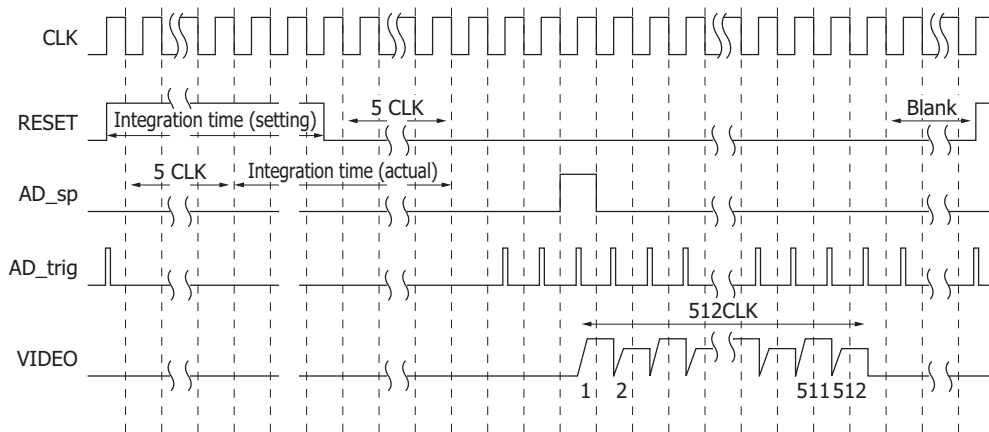 CLK
RESET
Integration time (setting)
5 CLK
Blank
5 CLK
Integration time (actual)
AD_sp
AD_trig
512CLK
VIDEO
1
2
511
512